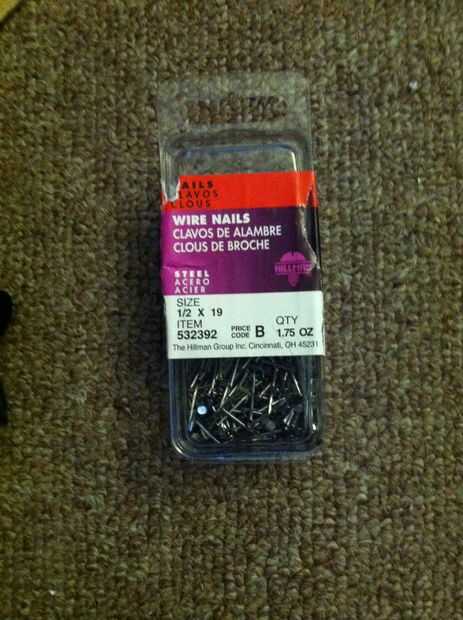 NAILS
CLAVOS
CLOUS
WIRE NAILS
CLAVOS DE ALAMBRE
CLOUS DE BROCHE
STEEL
ACERO
ACIER
HILLMAN
SIZE
1/2 X 19
ITEM
532392
PRICE CODE B
QTY
1.75 OZ
The Hillman Group Inc. Cincinnati, OH 45231